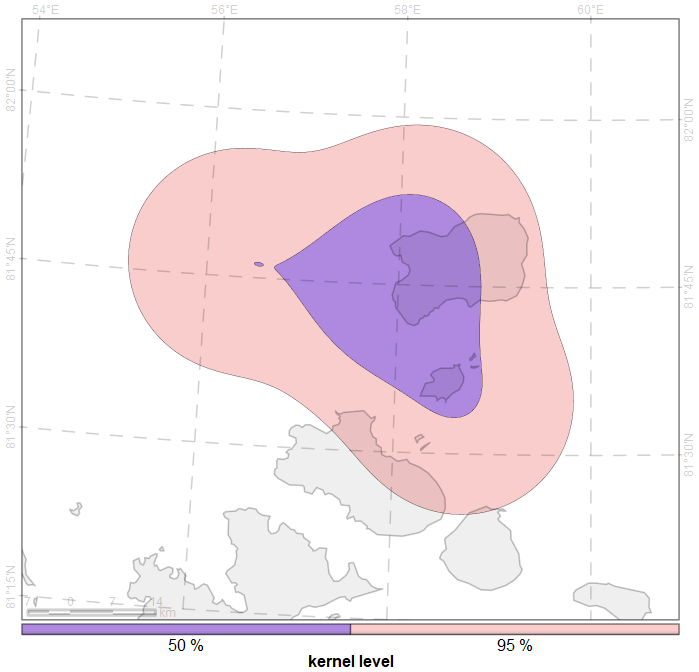 54°E 56°E 58°E 60°E
82°00'N 82°00'N
81°45'N 81°45'N
81°30'N 81°30'N
81°15'N
7 0 7 14
km
50 % 95 %
kernel level